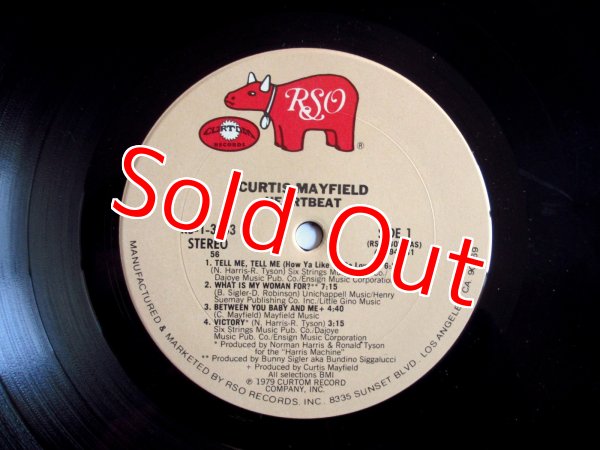 RSO
®
CURTOM
RECORDS
CURTIS MAYFIELD
HEARTBEAT
Sold Out
SIDE 1
STEREO
56
1. TELL ME, TELL ME (How Ya Like
(N. Harris-R. Tyson) Six Strings Music Pub. Co./
Dajoye Music Pub. Co./Ensign Music Corporation
2. WHAT IS MY WOMAN FOR?** 7:15
(B. Sigler-D. Robinson) Unichappell Music/Henry
Suemay Publishing Co. Inc./Little Gino Music
3. BETWEEN YOU BABY AND ME+ 4:40
(C. Mayfield) Mayfield Music
4. VICTORY* (N. Harris-R. Tyson) 3:15
Six Strings Music Pub. Co./Dajoye
Music Pub. Co./Ensign Music Corporation
* Produced by Norman Harris & Ronald Tyson
for the "Harris Machine"
** Produced by Bunny Sigler aka Bundino Siggalucci
+ Produced by Curtis Mayfield
All selections BMI
℗ 1979 CURTOM RECORD
COMPANY, INC.
MANUFACTURED & MARKETED BY RSO RECORDS, INC. 8335 SUNSET BLVD. LOS ANGELES, CA